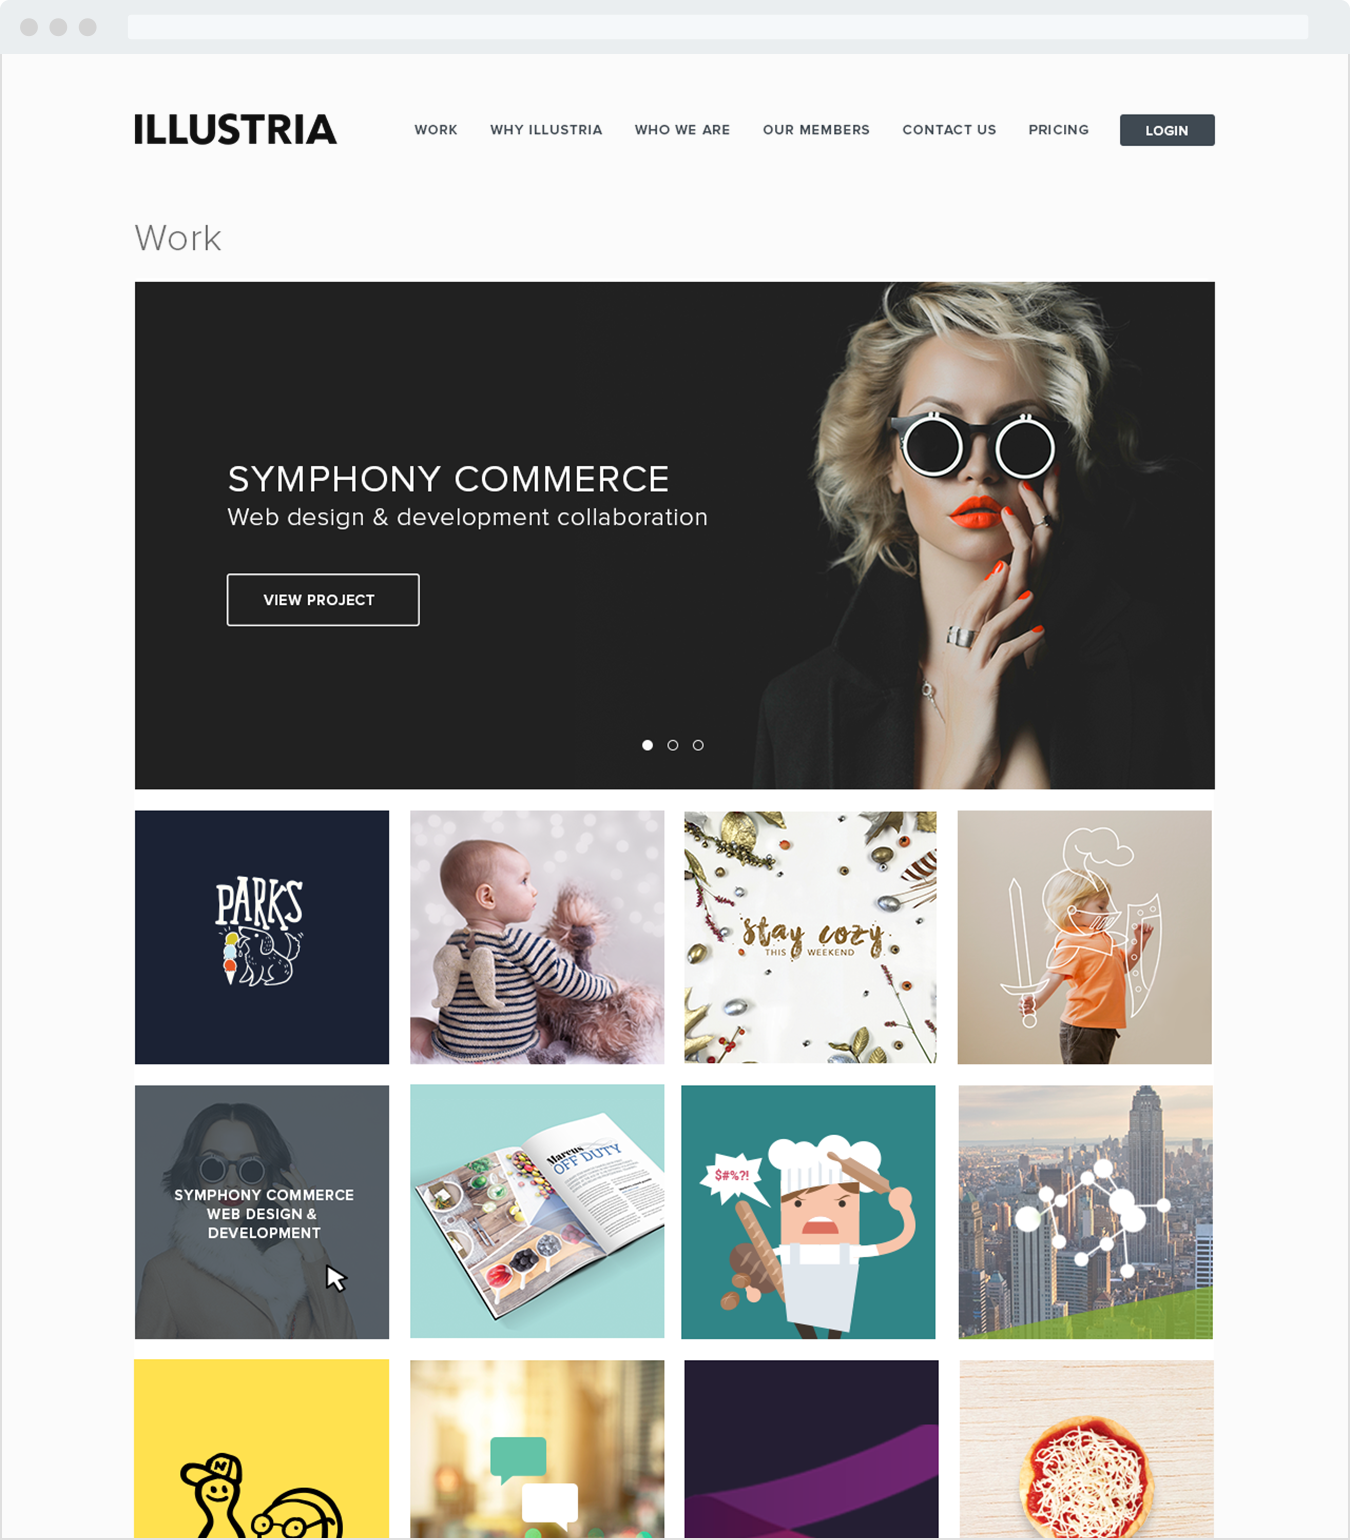 ILLUSTRIA
WORK
WHY ILLUSTRIA
WHO WE ARE
OUR MEMBERS
CONTACT US
PRICING
LOGIN
Work
SYMPHONY COMMERCE
Web design & development collaboration
VIEW PROJECT
PARKS
stay cozy
THIS WEEKEND
SYMPHONY COMMERCE
WEB DESIGN &
DEVELOPMENT
Marcus
OFF DUTY
$#%?!
N